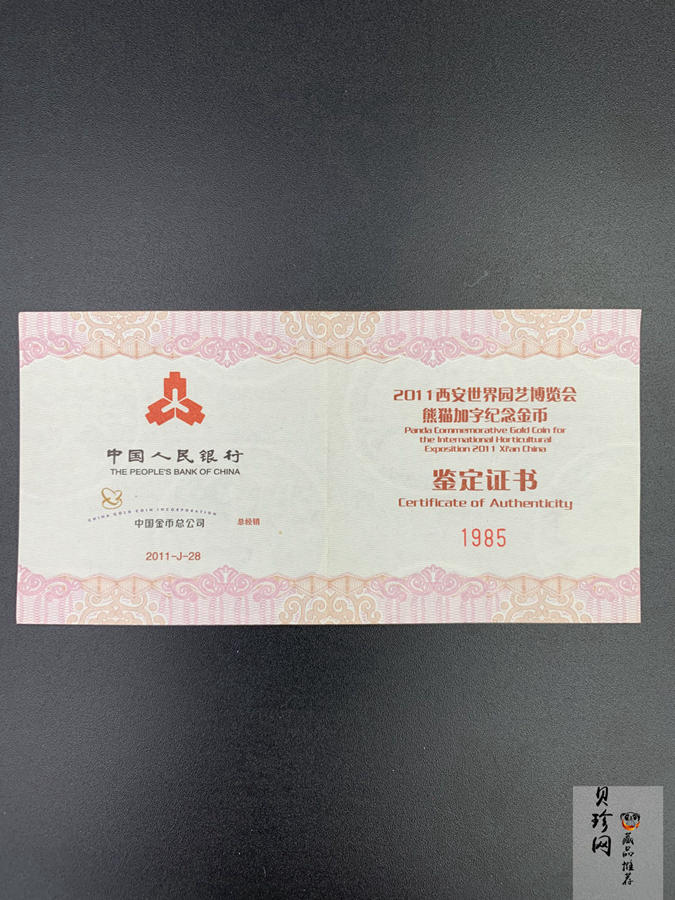 中国人民银行
THE PEOPLE'S BANK OF CHINA
CHINA GOLD COIN INCORPORATION
中国金币总公司 总经销
2011-J-28
2011西安世界园艺博览会
熊猫加字纪念金币
Panda Commemorative Gold Coin for
the International Horticultural
Exposition 2011 Xi'an China
鉴定证书
Certificate of Authenticity
1985
贝珍网
藏品推荐